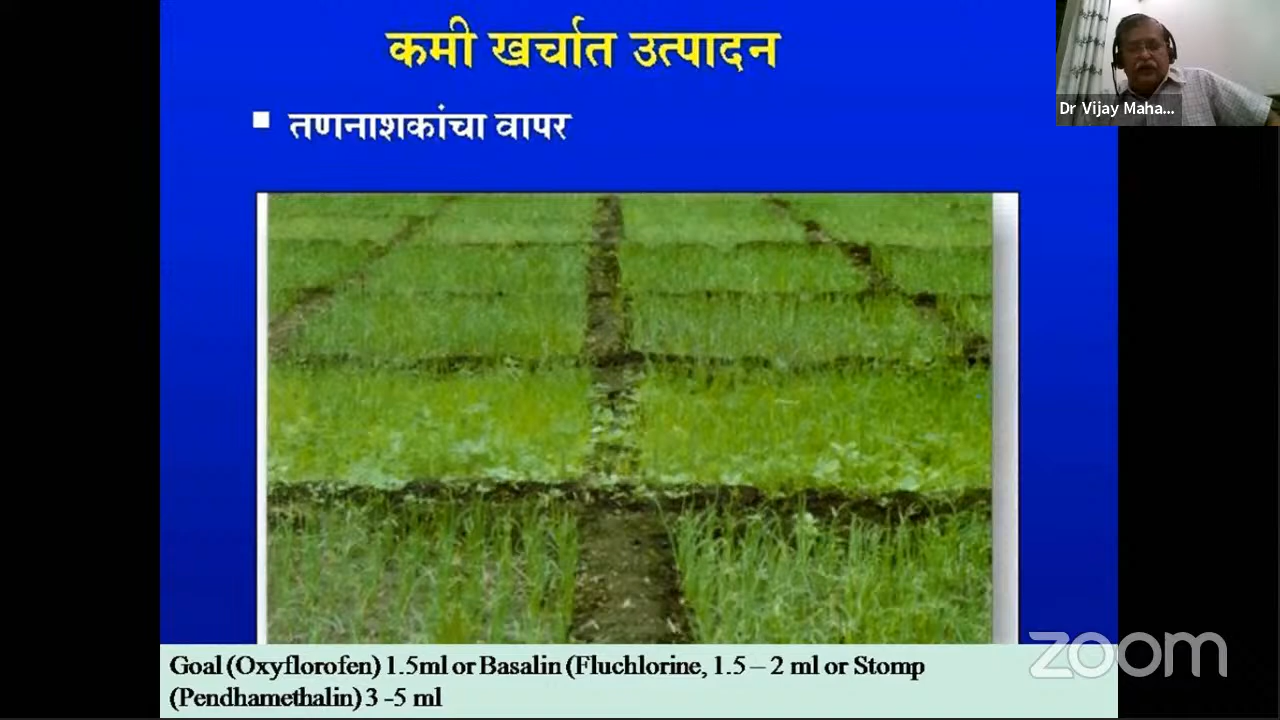 कमी खर्चात उत्पादन
▪ तणनाशकांचा वापर
Goal (Oxyflorofen) 1.5ml or Basalin (Fluchlorine, 1.5 – 2 ml or Stomp
(Pendhamethalin) 3 -5 ml
Dr Vijay Maha...
zoom